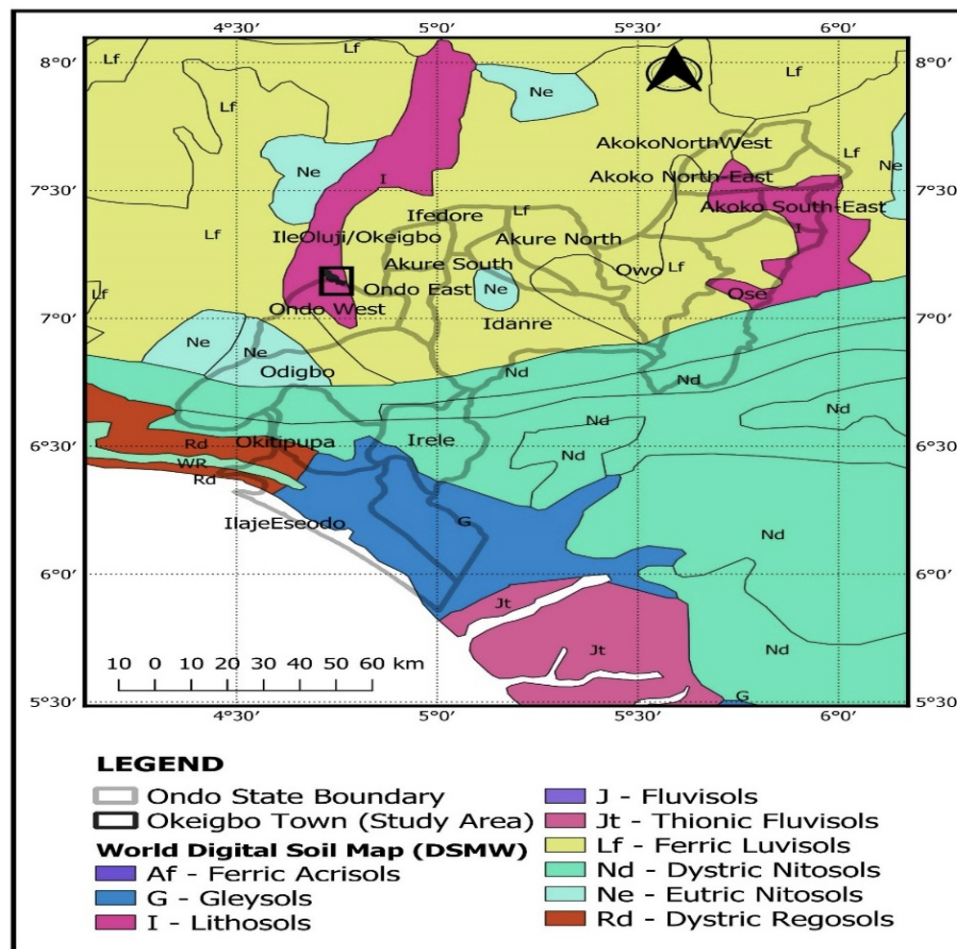 4°30′ 5°0′ 5°30′ 6°0′
Lf Lf
8°0′ Lf 8°0′
Ne
Lf
AkokoNorthWest
Lf
Ne I Akoko North-East Ne
7°30′ 7°30′
Ifedore Lf Akoko South-East
Lf IleOluji/Okeigbo Akure North I
Akure South Owo Lf
Lf Ondo East Ne Ose
7°0′ Ondo West Idanre 7°0′
Ne Ne
Odigbo Nd Nd
Nd
Nd
6°30′ Rd Okitipupa Irele 6°30′
WR Nd
Rd
IlajeEseodo G
Nd
6°0′ 6°0′
Jt
Jt Nd
10 0 10 20 30 40 50 60 km
G
5°30′ 5°30′
4°30′ 5°0′ 5°30′ 6°0′
LEGEND
Ondo State Boundary
Okeigbo Town (Study Area)
World Digital Soil Map (DSMW)
Af - Ferric Acrisols
G - Gleysols
I - Lithosols
J - Fluvisols
Jt - Thionic Fluvisols
Lf - Ferric Luvisols
Nd - Dystric Nitosols
Ne - Eutric Nitosols
Rd - Dystric Regosols